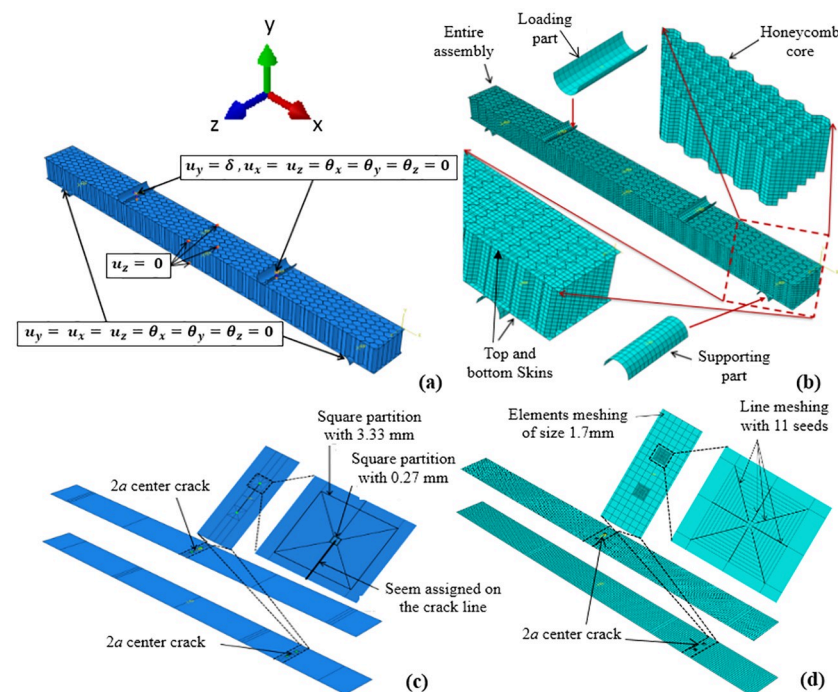 y
z
x
u_y = δ , u_x = u_z = θ_x = θ_y = θ_z = 0
u_z = 0
u_y = u_x = u_z = θ_x = θ_y = θ_z = 0
(a)
Entire
assembly
Loading
part
Honeycomb
core
Top and
bottom Skins
Supporting
part
(b)
Square partition
with 3.33 mm
Square partition
with 0.27 mm
2a center crack
Seem assigned on
the crack line
2a center crack
(c)
Elements meshing
of size 1.7mm
Line meshing
with 11 seeds
2a center crack
(d)